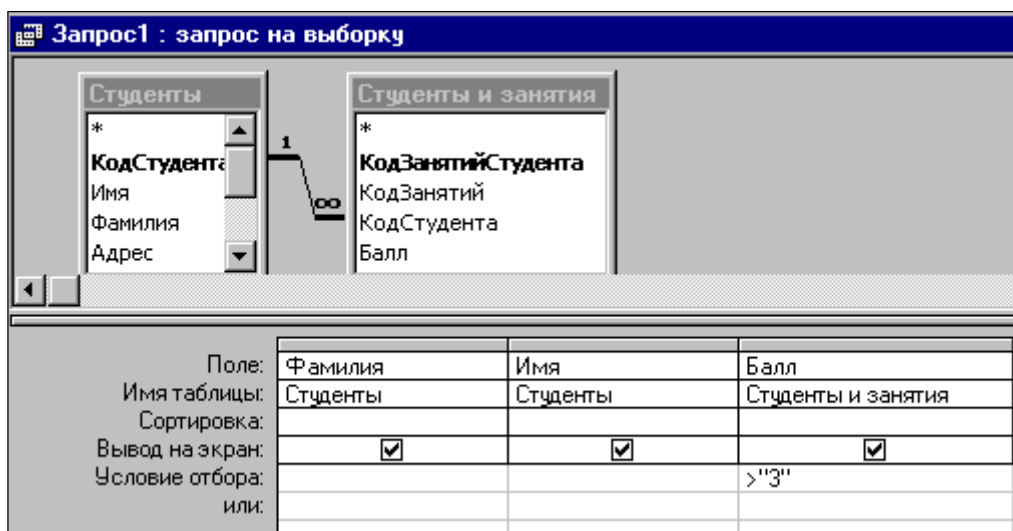 Запрос1 : запрос на выборку
Студенты
*
КодСтудента
Имя
Фамилия
Адрес
1
∞
Студенты и занятия
*
КодЗанятийСтудента
КодЗанятий
КодСтудента
Балл
Поле: Фамилия Имя Балл
Имя таблицы: Студенты Студенты Студенты и занятия
Сортировка:
Вывод на экран:
Условие отбора: >"3"
или: